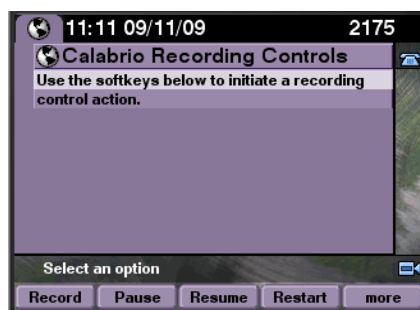 11:11 09/11/09 2175
Calabrio Recording Controls
Use the softkeys below to initiate a recording
control action.
Select an option
Record Pause Resume Restart more